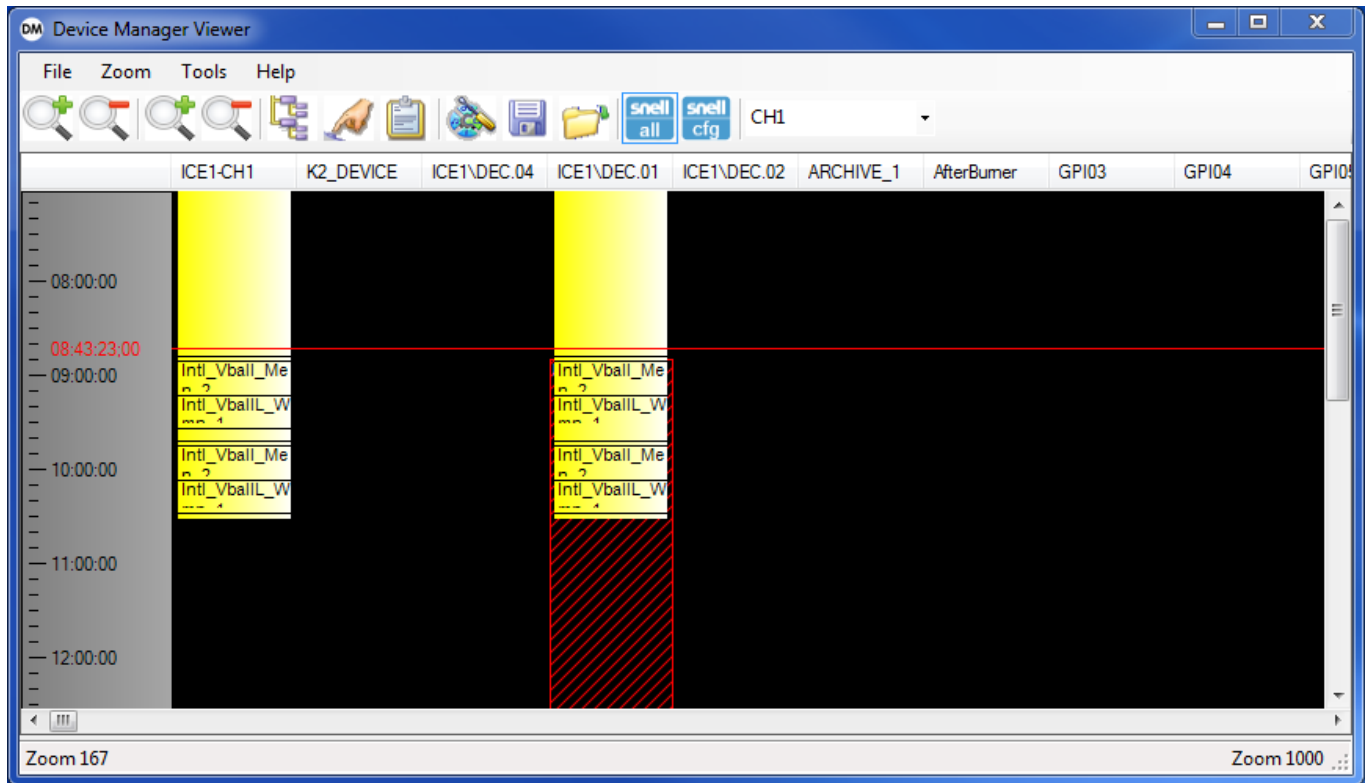 DM Device Manager Viewer
File Zoom Tools Help
snell all snell cfg CH1
ICE1-CH1 K2_DEVICE ICE1\DEC.04 ICE1\DEC.01 ICE1\DEC.02 ARCHIVE_1 AfterBurner GPI03 GPI04
08:00:00
08:43:23;00
09:00:00
Intl_Vball_Me Intl_Vball_Me
Intl_VballL_W Intl_VballL_W
Intl_Vball_Me Intl_Vball_Me
10:00:00
Intl_VballL_W Intl_VballL_W
11:00:00
12:00:00
Zoom 167 Zoom 1000